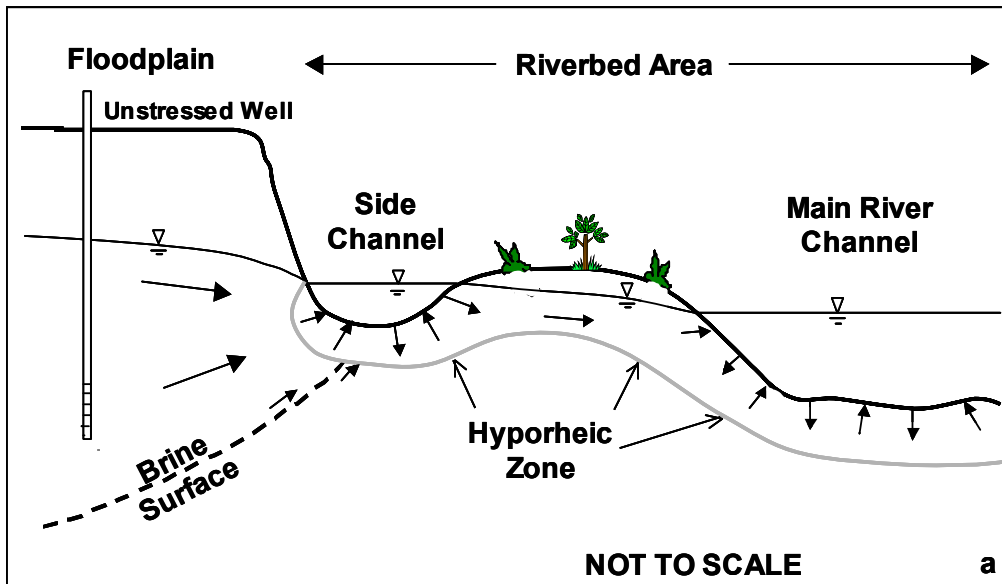 Floodplain
Riverbed Area
Unstressed Well
Side
Channel
Main River
Channel
Hyporheic
Zone
Brine
Surface
NOT TO SCALE
a